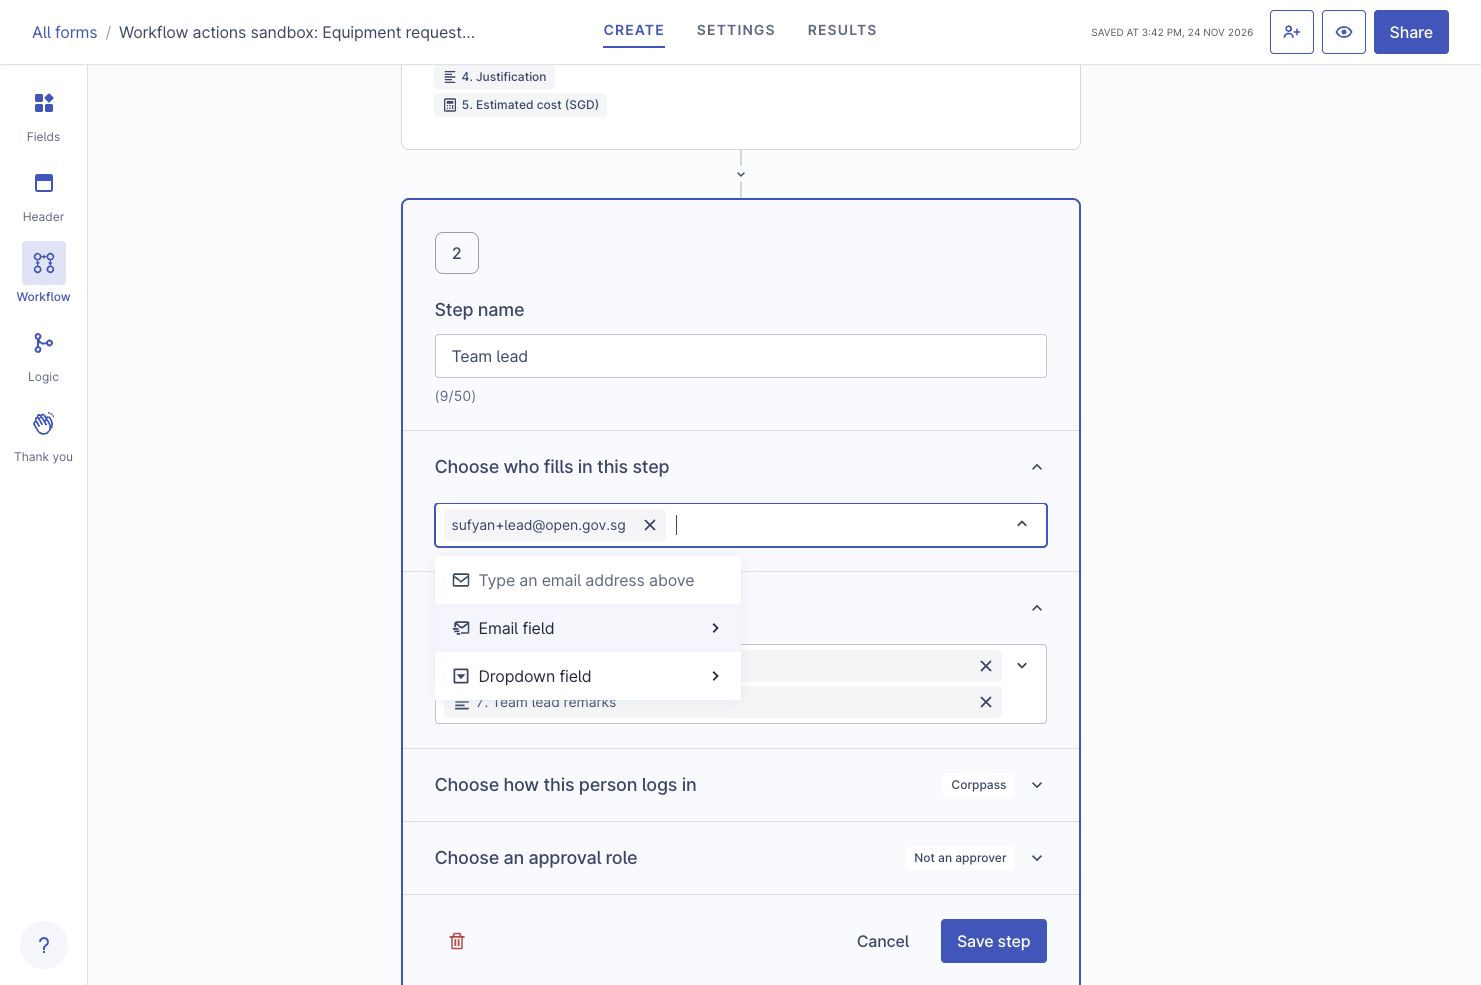 All forms / Workflow actions sandbox: Equipment request...
CREATE
SETTINGS
RESULTS
SAVED AT 3:42 PM, 24 NOV 2026
Share
Fields
Header
Workflow
Logic
Thank you
?
4. Justification
5. Estimated cost (SGD)
2
Step name
Team lead
(9/50)
Choose who fills in this step
sufyan+lead@open.gov.sg
Type an email address above
Email field
Dropdown field
7. Team lead remarks
Choose how this person logs in
Corppass
Choose an approval role
Not an approver
Cancel
Save step